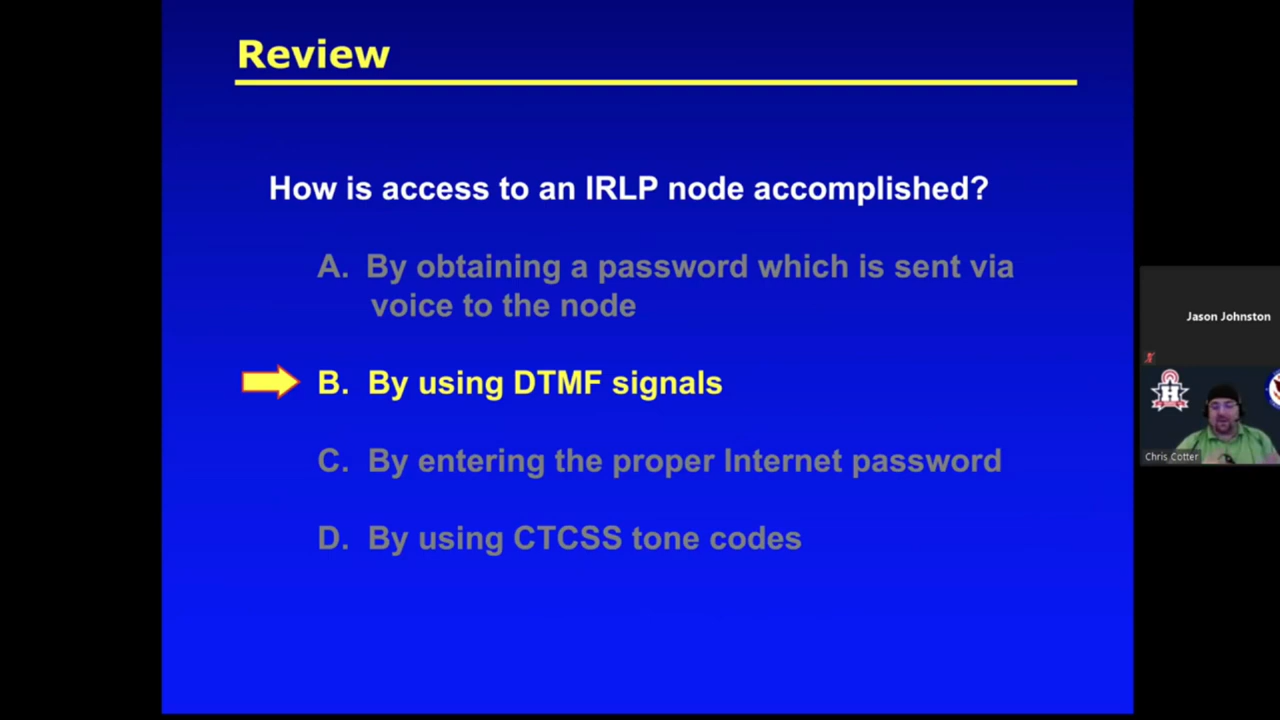 Review
How is access to an IRLP node accomplished?
A. By obtaining a password which is sent via
voice to the node
B. By using DTMF signals
C. By entering the proper Internet password
D. By using CTCSS tone codes
Jason Johnston
H
Chris Cotter